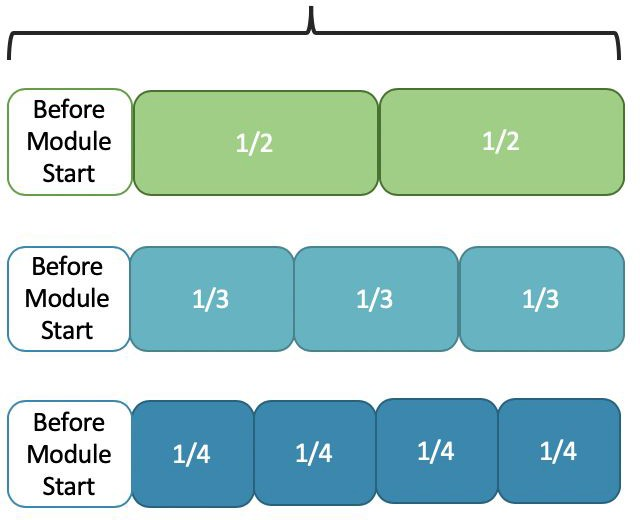 Before
Module
Start
1/2
1/2
Before
Module
Start
1/3
1/3
1/3
Before
Module
Start
1/4
1/4
1/4
1/4